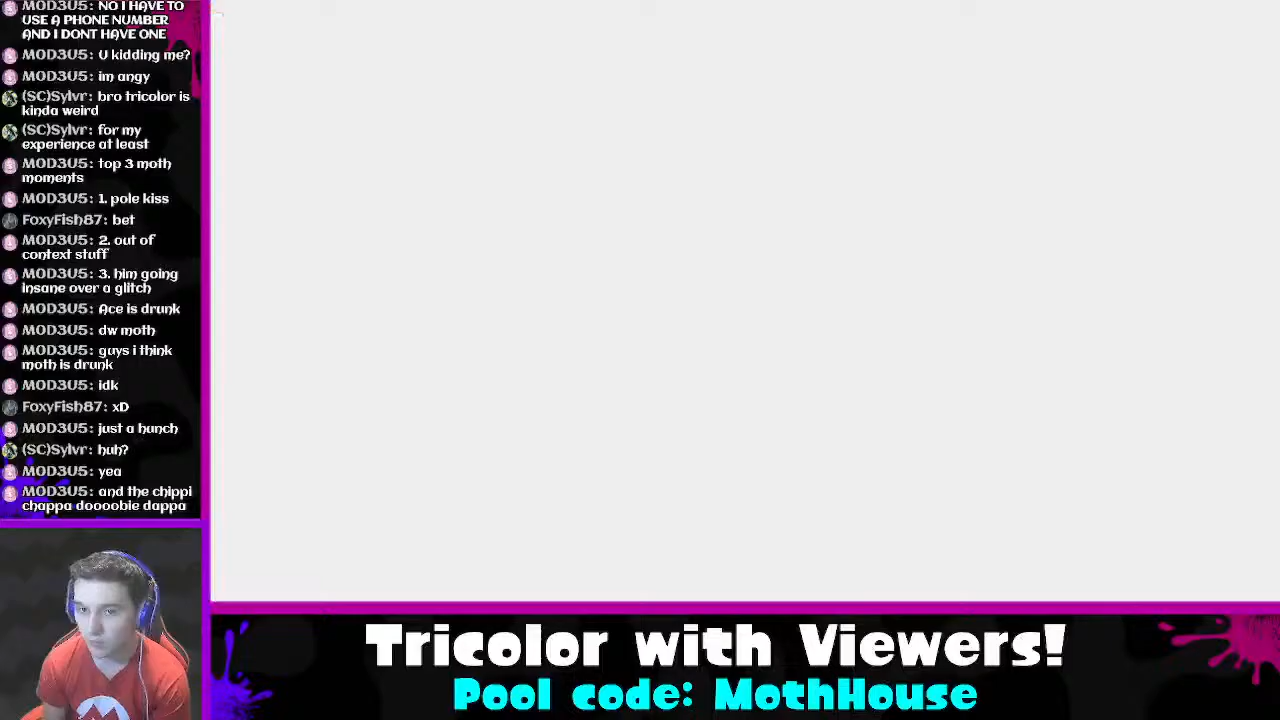 MOD3U5: NO I HAVE TO
USE A PHONE NUMBER
AND I DONT HAVE ONE
MOD3U5: U kidding me?
MOD3U5: im angy
(SC)Sylvr: bro tricolor is
kinda weird
(SC)Sylvr: for my
experience at least
MOD3U5: top 3 moth
moments
MOD3U5: 1. pole kiss
FoxyFish87: bet
MOD3U5: 2. out of
context stuff
MOD3U5: 3. him going
insane over a glitch
MOD3U5: Ace is drunk
MOD3U5: dw moth
MOD3U5: guys i think
moth is drunk
MOD3U5: idk
FoxyFish87: xD
MOD3U5: just a hunch
(SC)Sylvr: huh?
MOD3U5: yea
MOD3U5: and the chippi
chappa doooobie dappa
Tricolor with Viewers!
Pool code: MothHouse